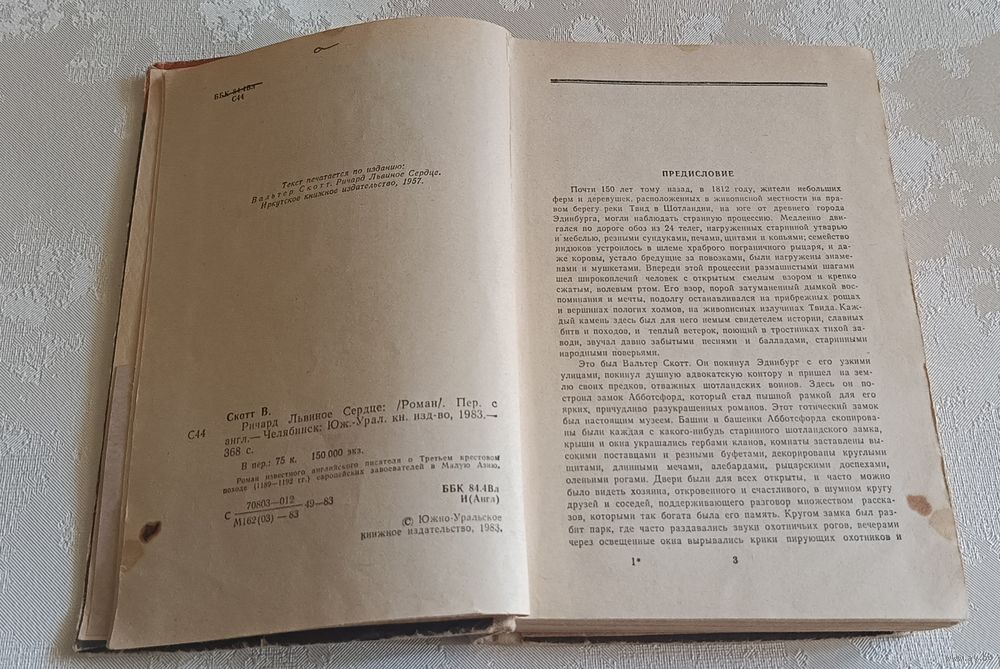 ББК 84.4Вл
С44
Текст печатается по изданию:
Вальтер Скотт. Ричард Львиное Сердце.
Иркутское книжное издательство, 1957.
Скотт В.
С44
Ричард Львиное Сердце: /Роман/. Пер. с
англ.— Челябинск: Юж.-Урал. кн. изд-во, 1983.—
368 с.
В пер.: 75 к. 150 000 экз.
Роман известного английского писателя о Третьем крестовом
походе (1189—1192 гг.) европейских завоевателей в Малую Азию.
С 70803—012 49—83
М162(03)—83
ББК 84.4Вл
И(Англ)
© Южно-Уральское
книжное издательство, 1983.
ПРЕДИСЛОВИЕ
Почти 150 лет тому назад, в 1812 году, жители небольших
ферм и деревушек, расположенных в живописной местности на пра-
вом берегу реки Твид в Шотландии, на юге от древнего города
Эдинбурга, могли наблюдать странную процессию. Медленно дви-
гался по дороге обоз из 24 телег, нагруженных старинной утварью
и мебелью, резными сундуками, печами, щитами и копьями; семейство
индюков устроилось в шлеме храброго пограничного рыцаря, и да-
же коровы, устало бредущие за повозками, были нагружены знаме-
нами и мушкетами. Впереди этой процессии размашистыми шагами
шел широкоплечий человек с открытым смелым взором и крепко
сжатым, волевым ртом. Его взор, порой затуманенный дымкой вос-
поминания и мечты, подолгу останавливался на прибрежных рощах
и вершинах пологих холмов, на живописных излучинах Твида. Каж-
дый камень здесь был для него немым свидетелем истории, славных
битв и походов, и теплый ветерок, поющий в тростниках тихой за-
води, звучал давно забытыми песнями и балладами, старинными
народными поверьями.
Это был Вальтер Скотт. Он покинул Эдинбург с его узкими
улицами, покинул душную адвокатскую контору и пришел на зем-
лю своих предков, отважных шотландских воинов. Здесь он по-
строил замок Абботсфорд, который стал пышной рамкой для его
ярких, причудливо разукрашенных романов. Этот готический замок
был настоящим музеем. Башни и башенки Абботсфорда скопирова-
ны были каждая с какого-нибудь старинного шотландского замка,
крыши и окна украшались гербами кланов, комнаты заставлены вы-
сокими поставцами и резными буфетами, декорированы круглыми
щитами, длинными мечами, алебардами, рыцарскими доспехами,
оленьими рогами. Двери были для всех открыты, и часто можно
было видеть хозяина, откровенного и счастливого, в шумном кругу
друзей и соседей, поддерживающего разговор множеством расска-
зов, которыми так богата была его память. Кругом замка был раз-
бит парк, где часто раздавались звуки охотничьих рогов, вечерами
через освещенные окна вырывались крики пирующих охотников и
1* 3